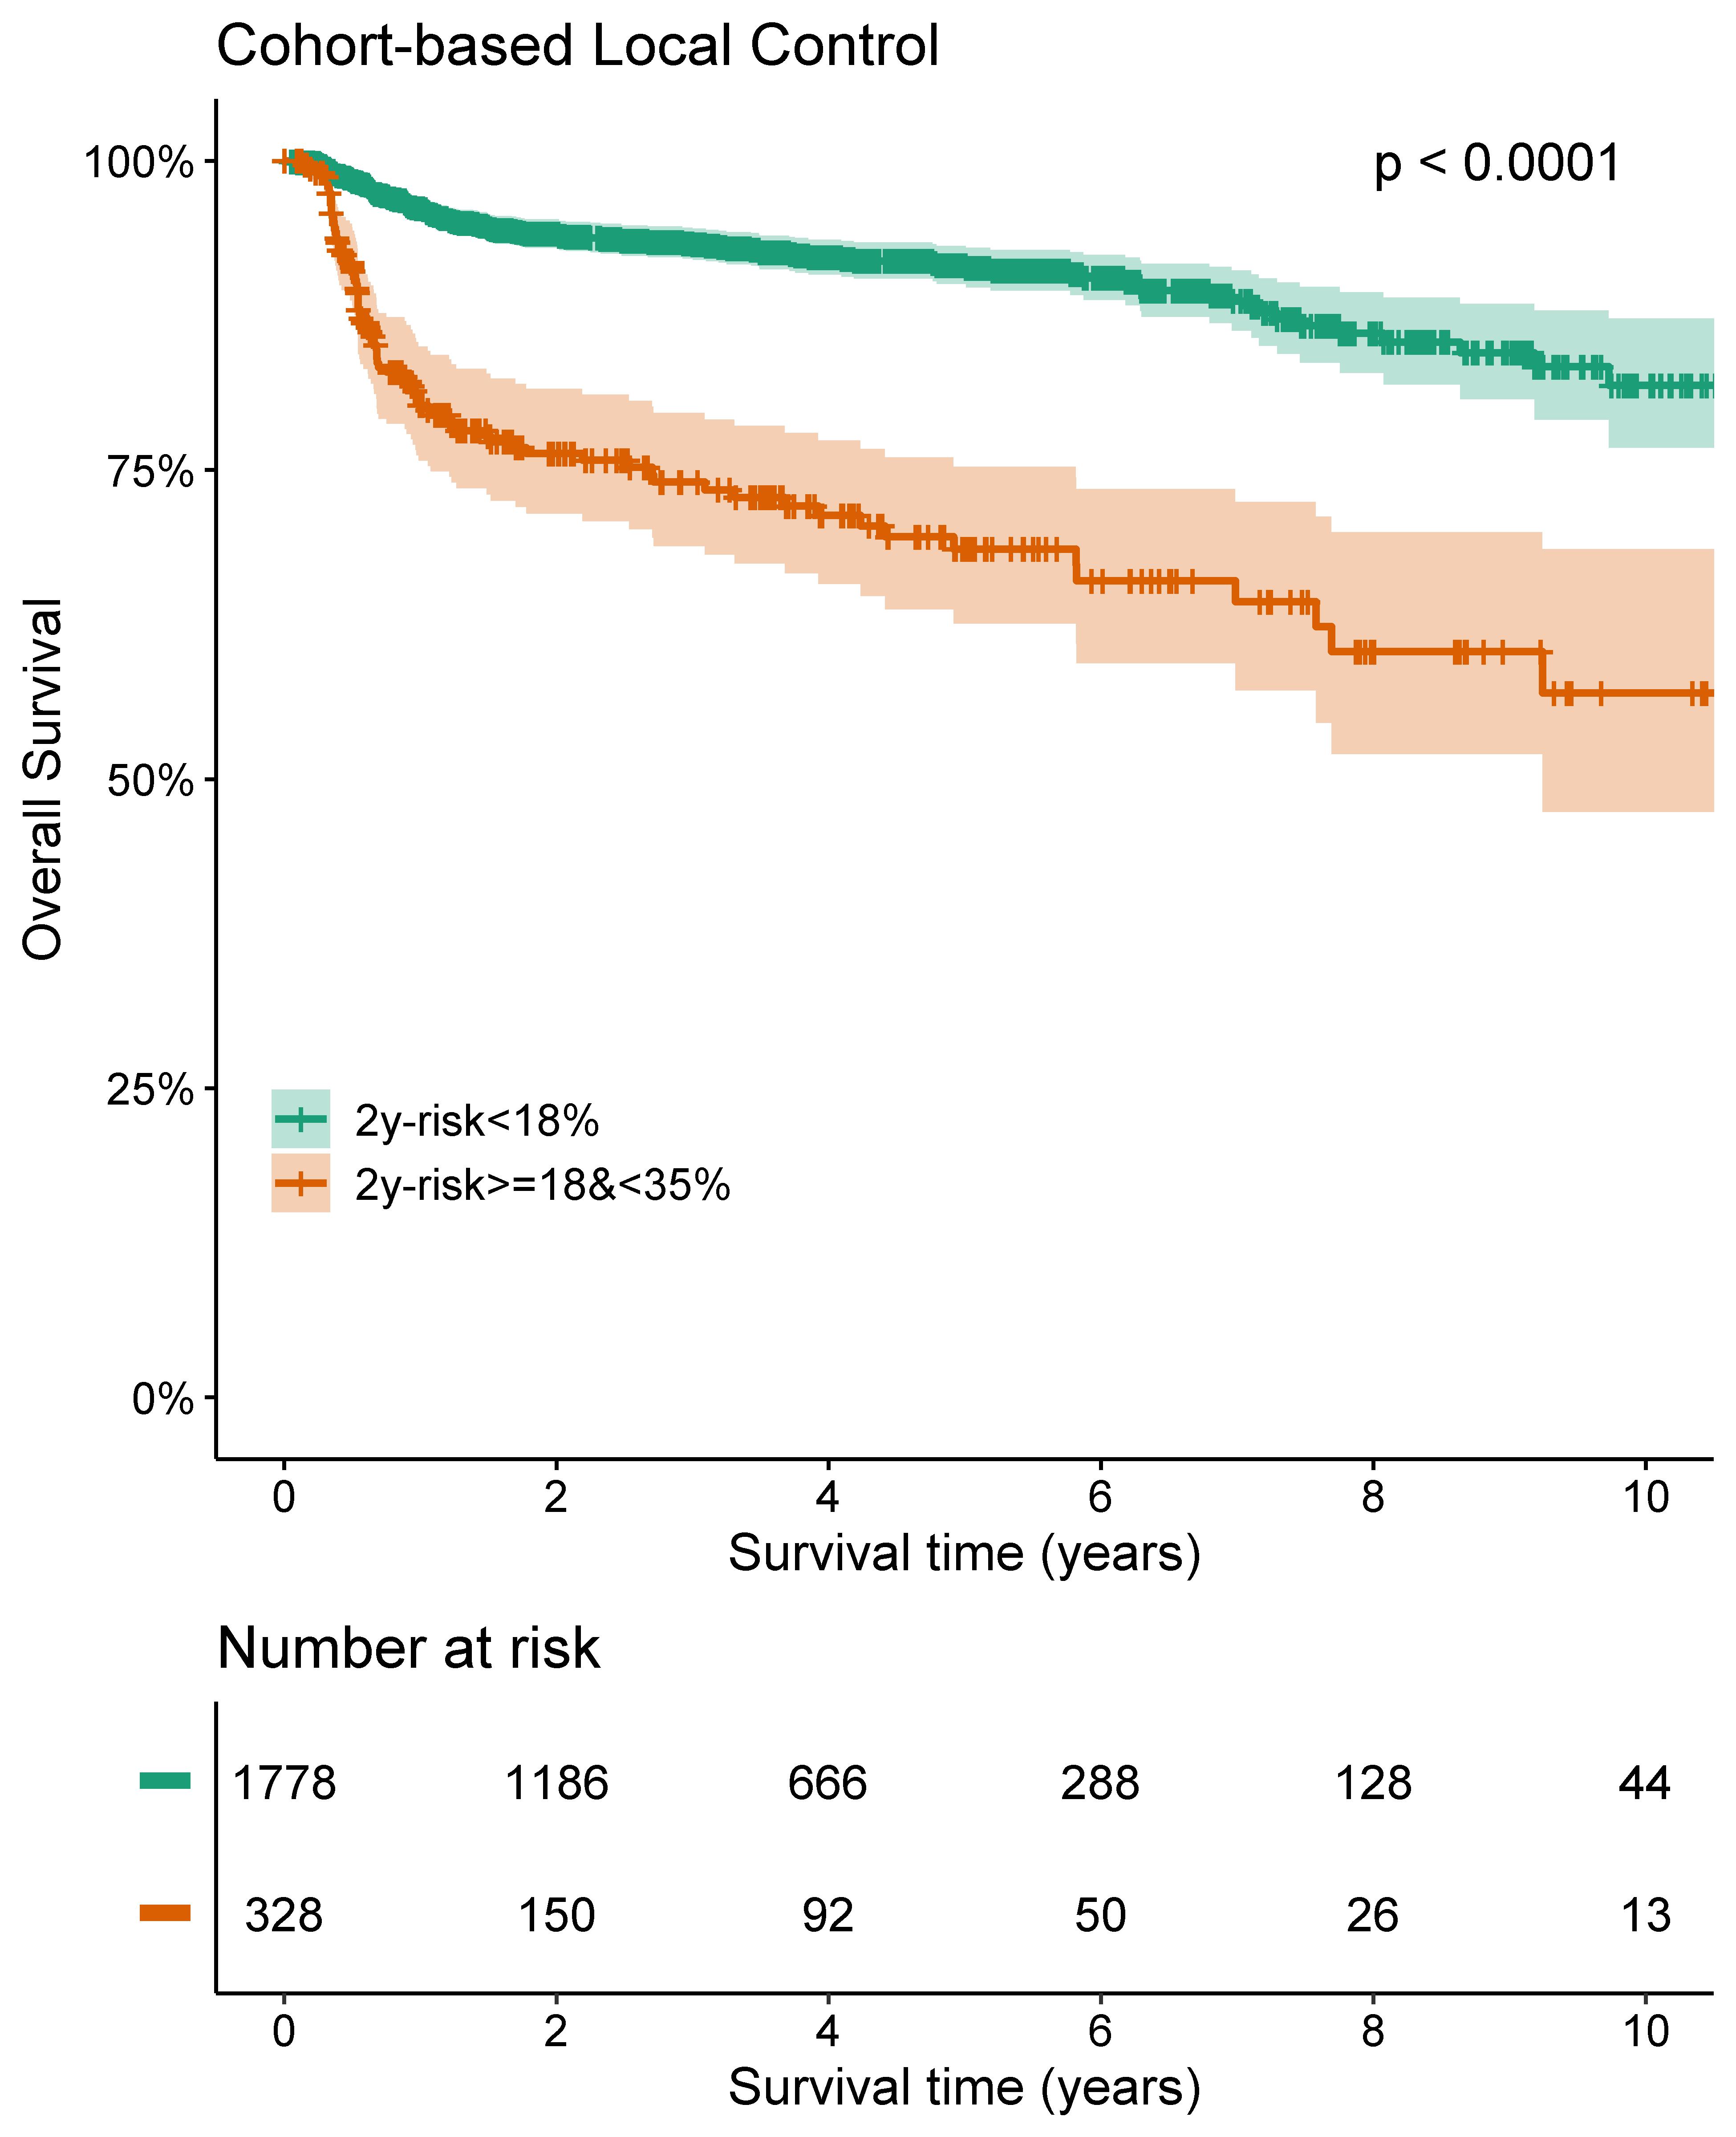 Cohort-based Local Control
p < 0.0001
100%
75%
50%
25%
0%
Overall Survival
2y-risk<18%
2y-risk>=18&<35%
0 2 4 6 8 10
Survival time (years)
Number at risk
1778 1186 666 288 128 44
328 150 92 50 26 13
0 2 4 6 8 10
Survival time (years)